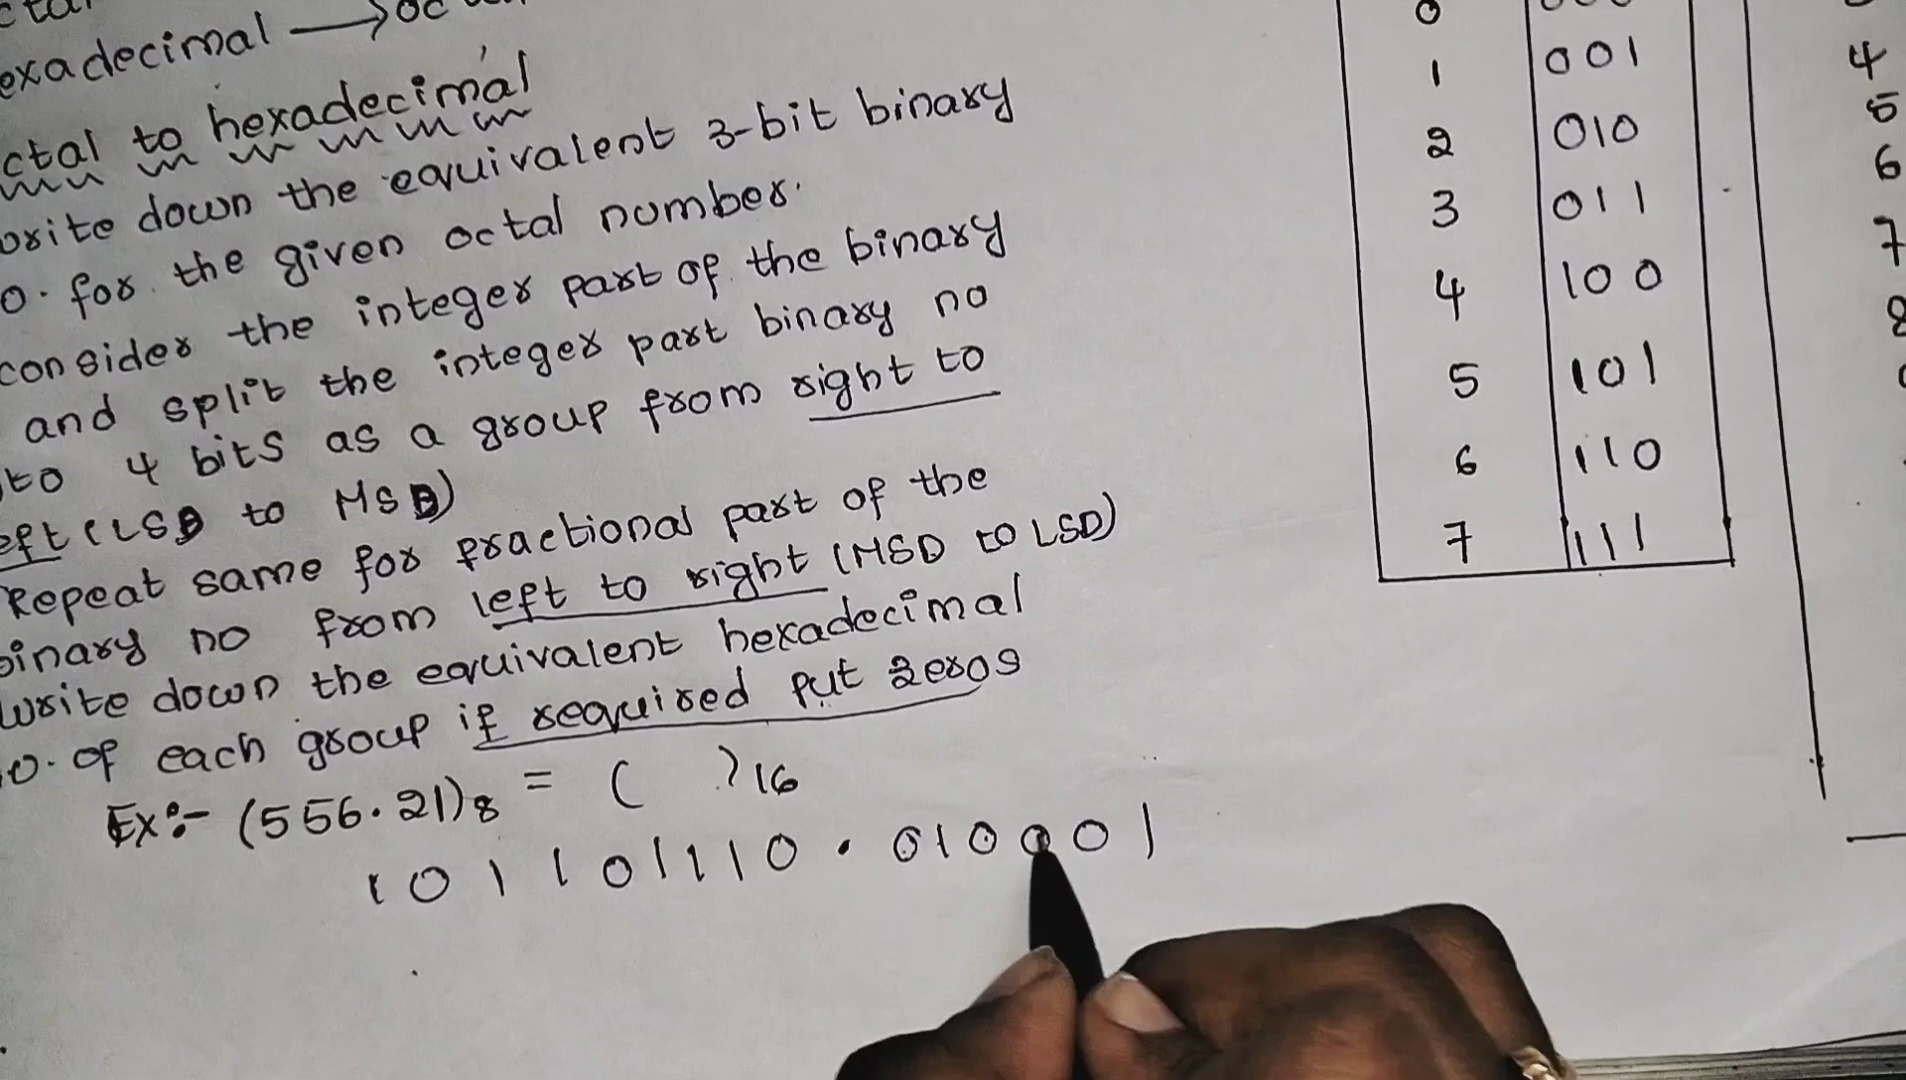 exadecimal → oc
ctal to hexadecimal
write down the equivalent 3-bit binary
o. for the given octal number.
consider the integer part of the binary
and split the integer part binary no
to 4 bits as a group from right to
eft (LSB to MSB)
Repeat same for fractional part of the
binary no from left to right (MSD to LSD)
write down the equivalent hexadecimal
o. of each group if required put zeros
Ex:- (556.21)8 = ( )16
101101110.010001
0
1 001
2 010
3 011
4 100
5 101
6 110
7 111
4
5
6
7
8